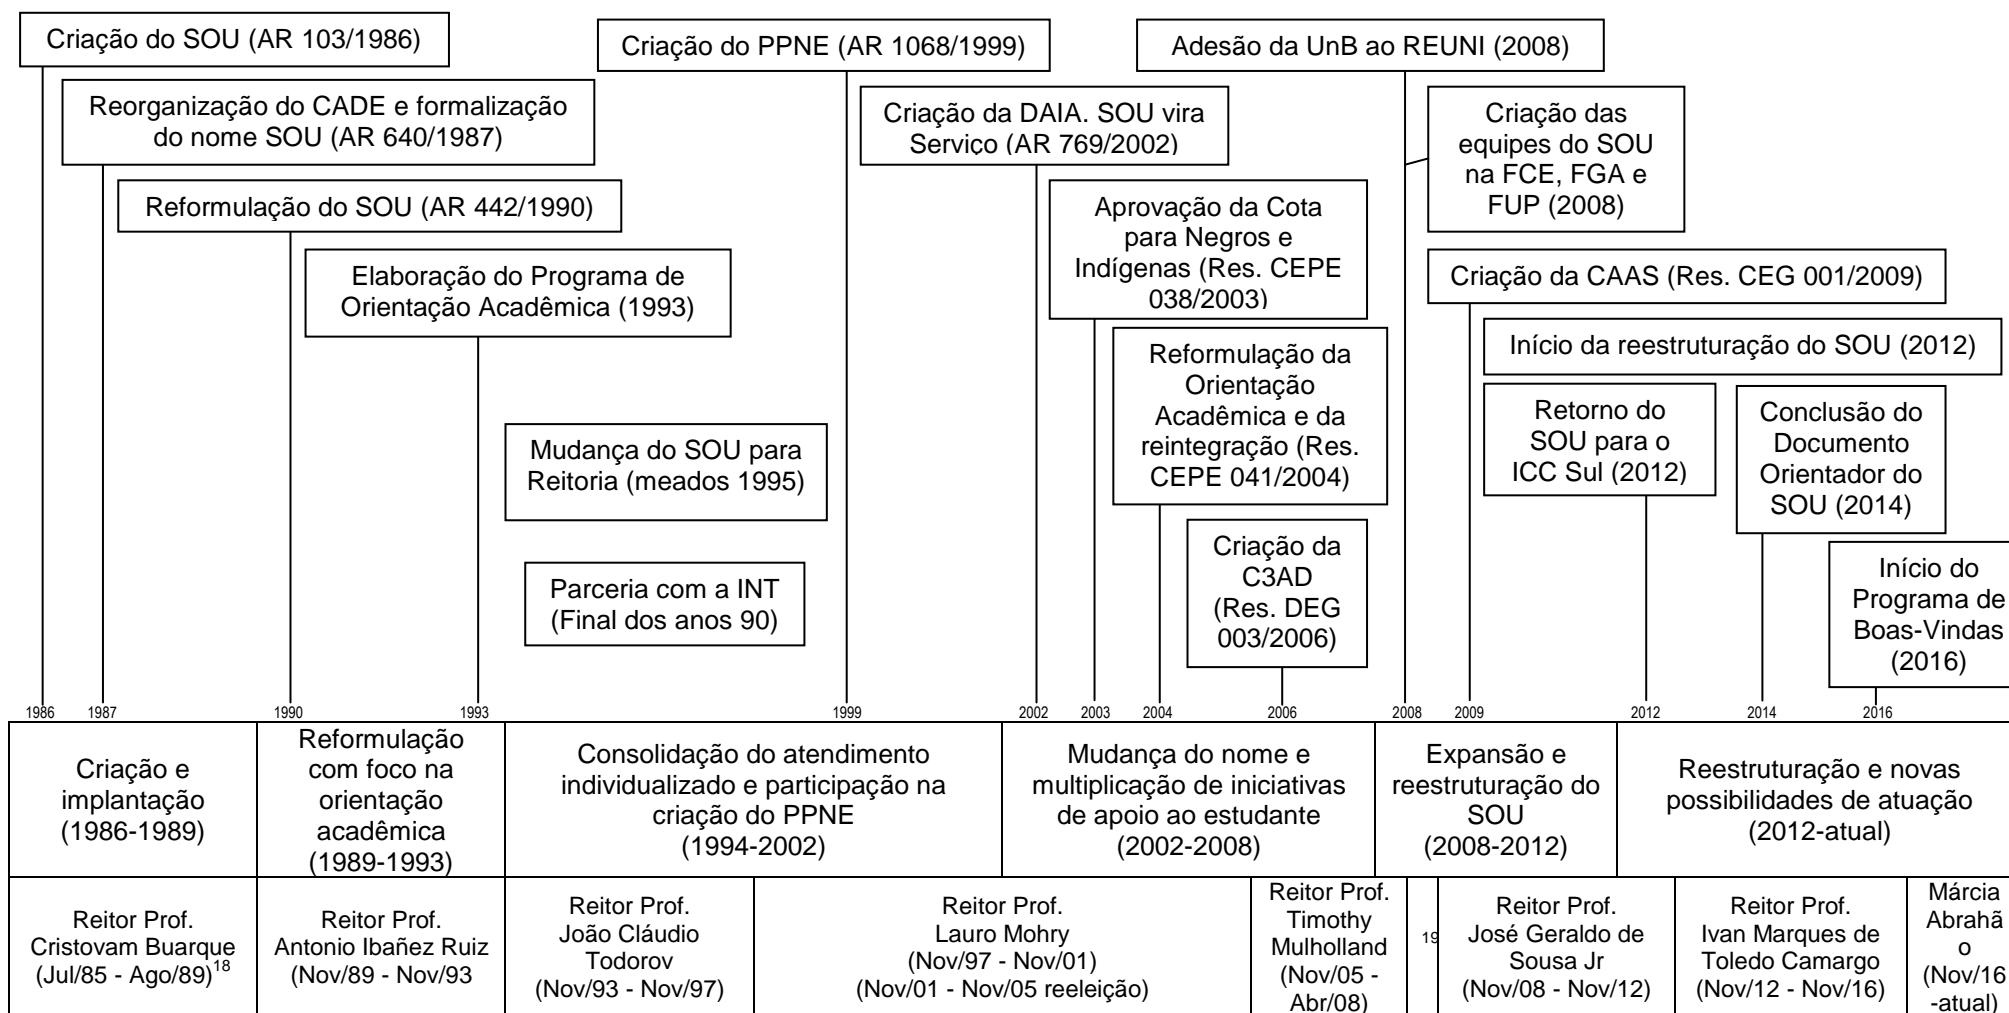 Criação do SOU (AR 103/1986)
Reorganização do CADE e formalização
do nome SOU (AR 640/1987)
Reformulação do SOU (AR 442/1990)
Elaboração do Programa de
Orientação Acadêmica (1993)
Mudança do SOU para
Reitoria (meados 1995)
Parceria com a INT
(Final dos anos 90)
Criação do PPNE (AR 1068/1999)
Criação da DAIA. SOU vira
Serviço (AR 769/2002)
Aprovação da Cota
para Negros e
Indígenas (Res. CEPE
038/2003)
Reformulação da
Orientação
Acadêmica e da
reintegração (Res.
CEPE 041/2004)
Criação da
C3AD
(Res. DEG
003/2006)
Adesão da UnB ao REUNI (2008)
Criação das
equipes do SOU
na FCE, FGA e
FUP (2008)
Criação da CAAS (Res. CEG 001/2009)
Início da reestruturação do SOU (2012)
Retorno do
SOU para o
ICC Sul (2012)
Conclusão do
Documento
Orientador do
SOU (2014)
Início do
Programa de
Boas-Vindas
(2016)
1986
1987
1990
1993
1999
2002
2003
2004
2006
2008
2009
2012
2014
2016
Criação e
implantação
(1986-1989)
Reformulação
com foco na
orientação
acadêmica
(1989-1993)
Consolidação do atendimento
individualizado e participação na
criação do PPNE
(1994-2002)
Mudança do nome e
multiplicação de iniciativas
de apoio ao estudante
(2002-2008)
Expansão e
reestruturação do
SOU
(2008-2012)
Reestruturação e novas
possibilidades de atuação
(2012-atual)
Reitor Prof.
Cristovam Buarque
(Jul/85 - Ago/89)18
Reitor Prof.
Antonio Ibañez Ruiz
(Nov/89 - Nov/93
Reitor Prof.
João Cláudio
Todorov
(Nov/93 - Nov/97)
Reitor Prof.
Lauro Mohry
(Nov/97 - Nov/01)
(Nov/01 - Nov/05 reeleição)
Reitor Prof.
Timothy
Mulholland
(Nov/05 -
Abr/08)
19
Reitor Prof.
José Geraldo de
Sousa Jr
(Nov/08 - Nov/12)
Reitor Prof.
Ivan Marques de
Toledo Camargo
(Nov/12 - Nov/16)
Márcia
Abrahã
o
(Nov/16
-atual)